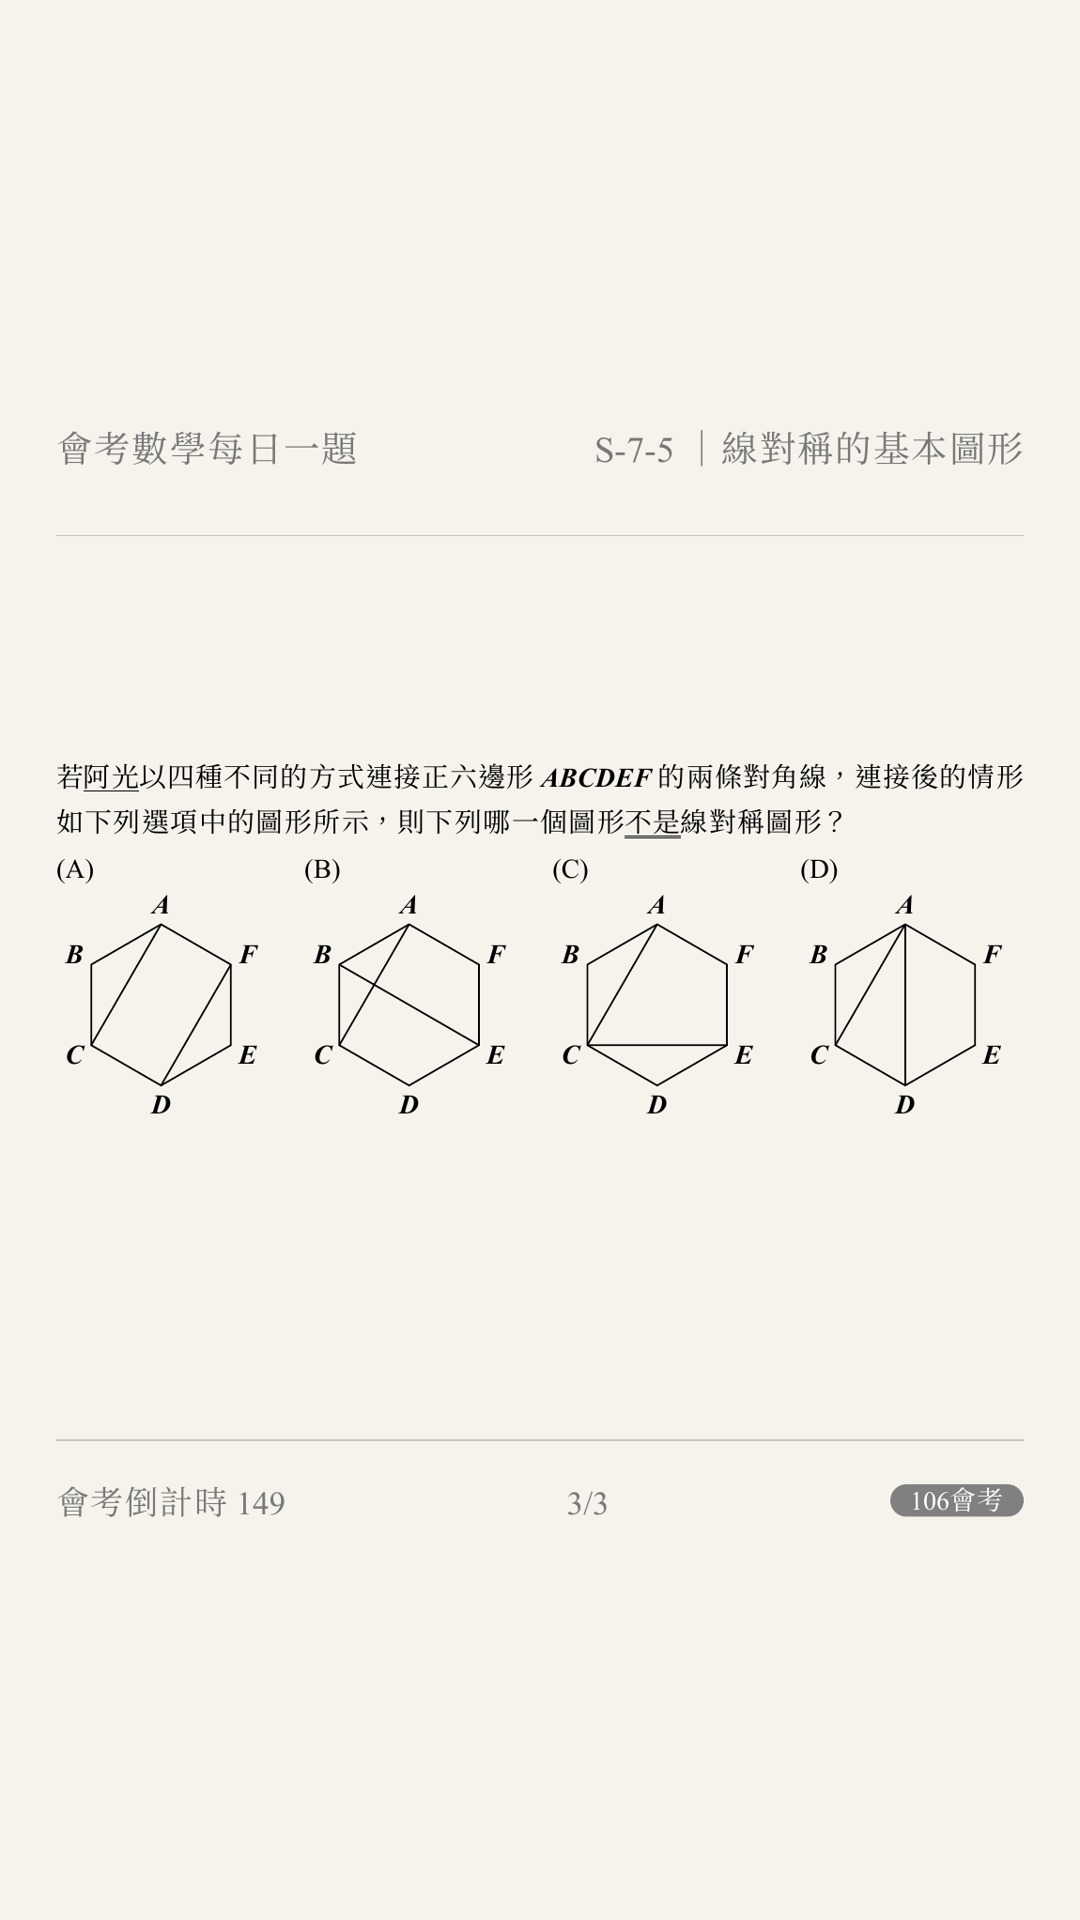 會考數學每日一題
S-7-5 ｜線對稱的基本圖形
若阿光以四種不同的方式連接正六邊形 ABCDEF 的兩條對角線，連接後的情形
如下列選項中的圖形所示，則下列哪一個圖形不是線對稱圖形？
(A) (B) (C) (D)
A A A A
B F B F B F B F
C E C E C E C E
D D D D
會考倒計時 149
3/3
106會考